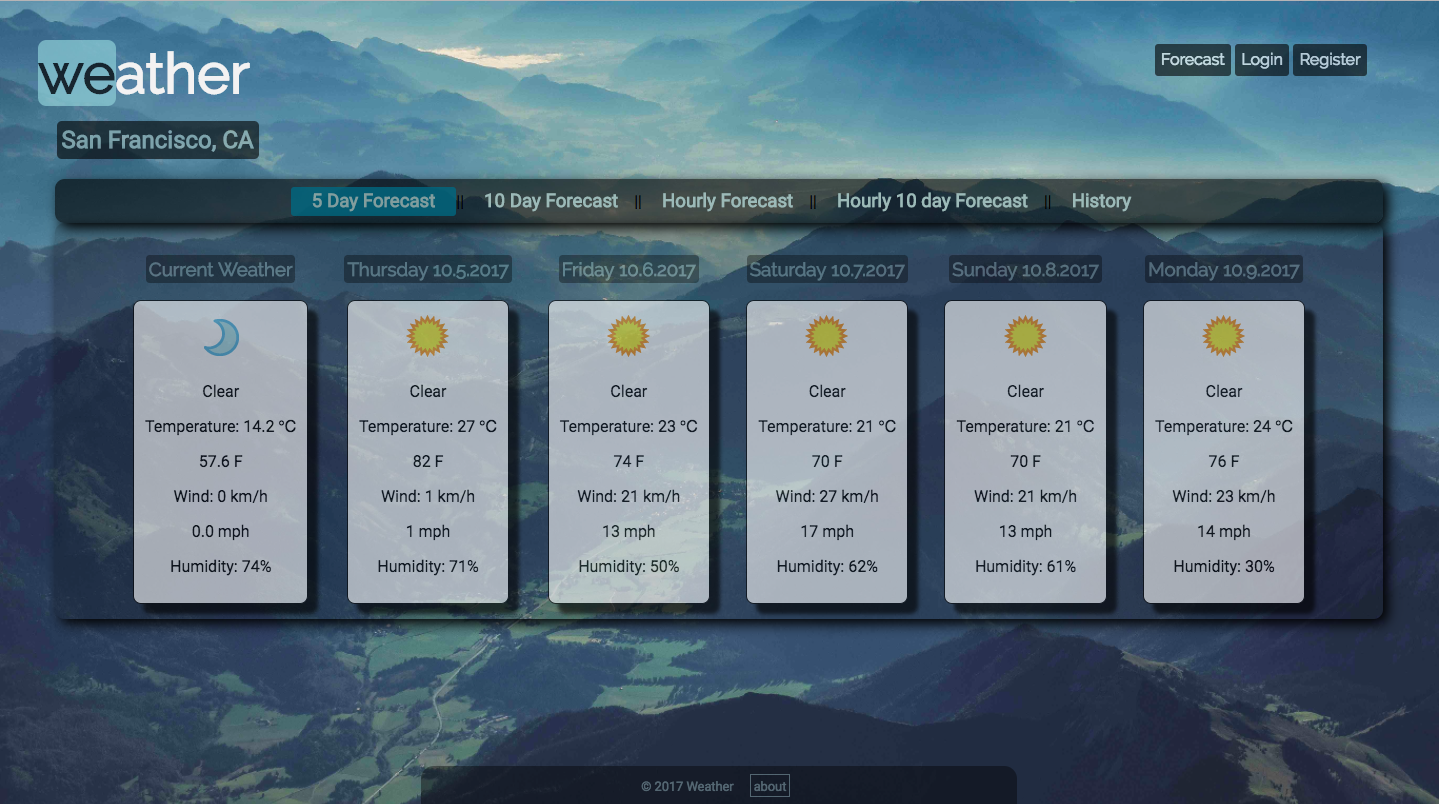 weather
Forecast Login Register
San Francisco, CA
5 Day Forecast || 10 Day Forecast || Hourly Forecast || Hourly 10 day Forecast || History
Current Weather
Clear
Temperature: 14.2 °C
57.6 F
Wind: 0 km/h
0.0 mph
Humidity: 74%
Thursday 10.5.2017
Clear
Temperature: 27 °C
82 F
Wind: 1 km/h
1 mph
Humidity: 71%
Friday 10.6.2017
Clear
Temperature: 23 °C
74 F
Wind: 21 km/h
13 mph
Humidity: 50%
Saturday 10.7.2017
Clear
Temperature: 21 °C
70 F
Wind: 27 km/h
17 mph
Humidity: 62%
Sunday 10.8.2017
Clear
Temperature: 21 °C
70 F
Wind: 21 km/h
13 mph
Humidity: 61%
Monday 10.9.2017
Clear
Temperature: 24 °C
76 F
Wind: 23 km/h
14 mph
Humidity: 30%
© 2017 Weather about